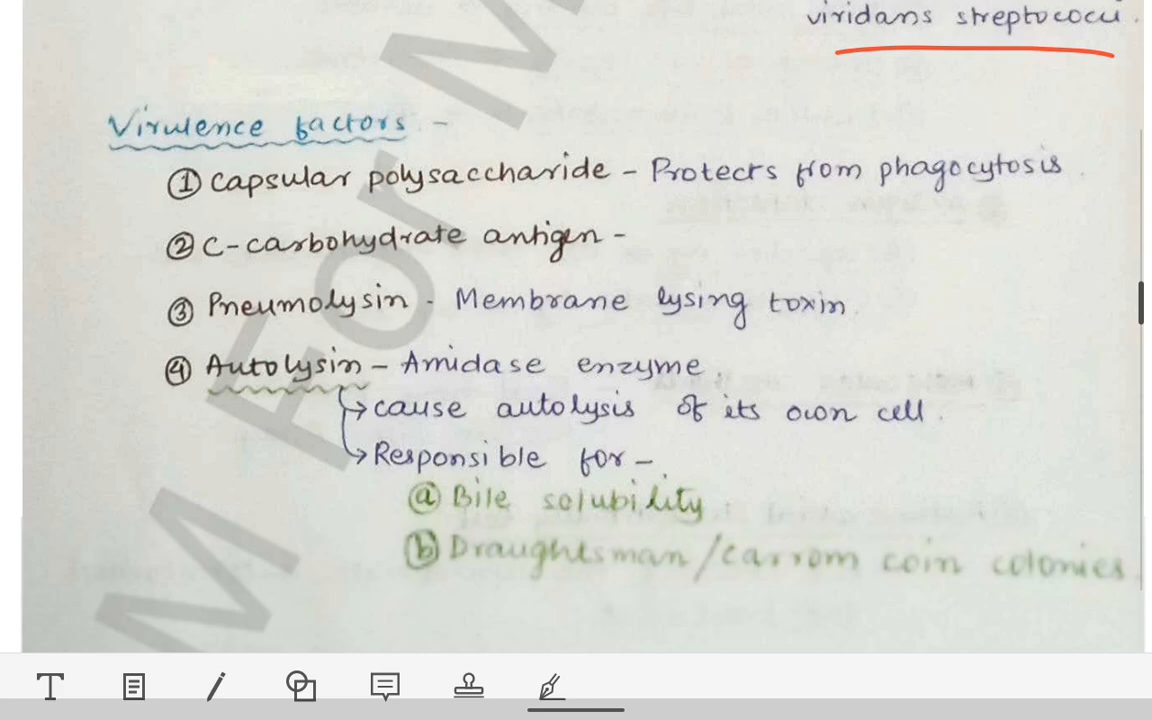 viridans streptococci.
Virulence factors -
① Capsular polysaccharide - Protects from phagocytosis.
② C-carbohydrate antigen -
③ Pneumolysin - Membrane lysing toxin.
④ Autolysin - Amidase enzyme.
→ cause autolysis of its own cell.
→ Responsible for -
ⓐ Bile solubility
ⓑ Draughtsman/carrom coin colonies.
M For M